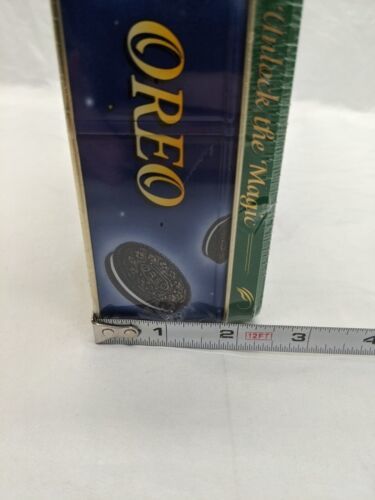 OREO
Unlock the Magic
1 2 12FT 3 4